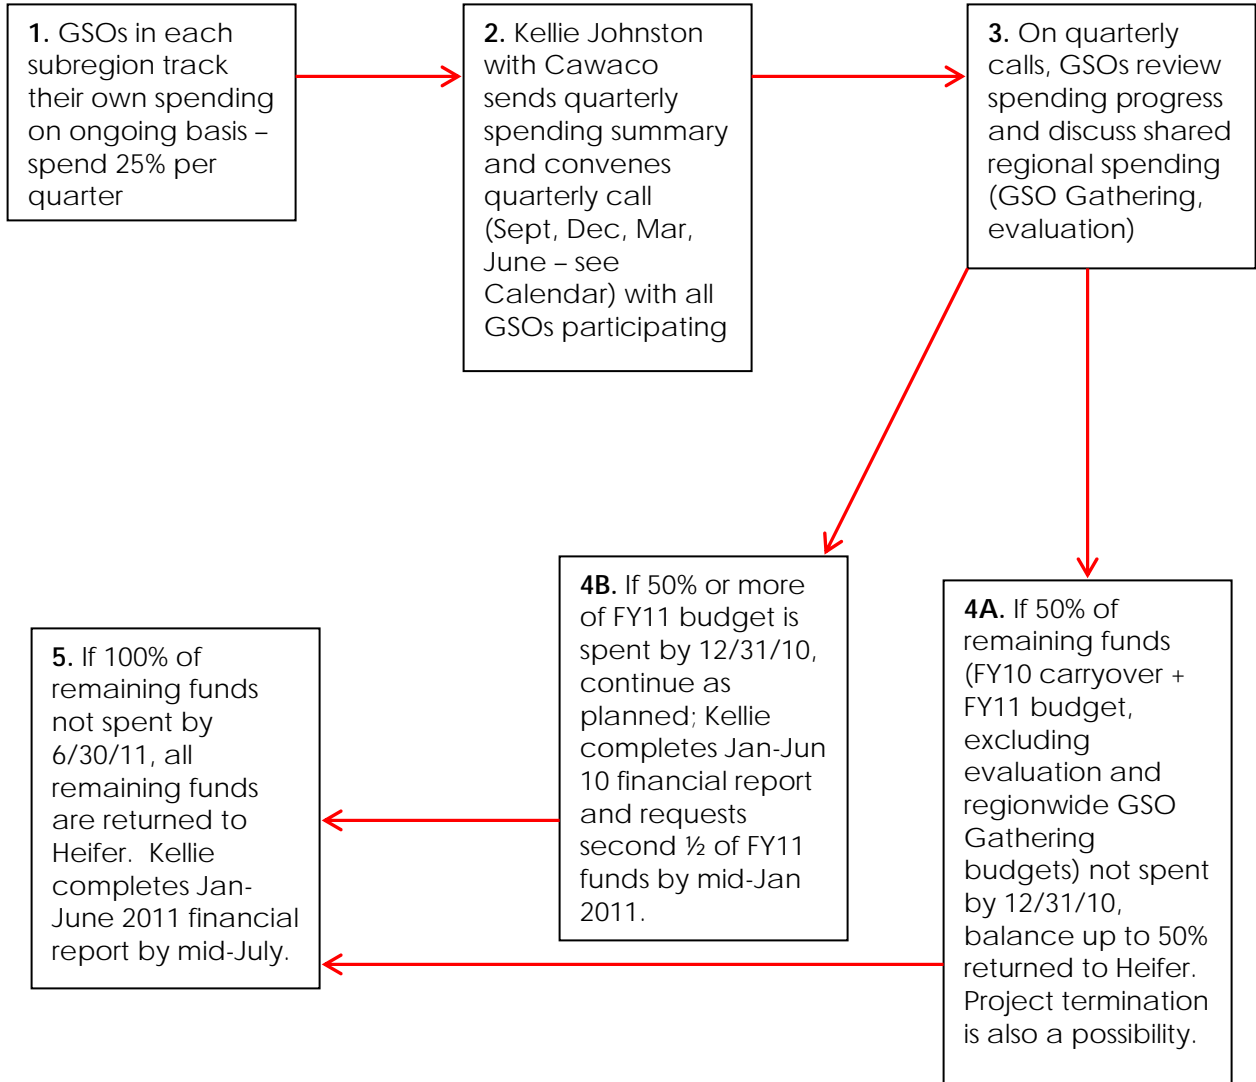 1. GSOs in each
subregion track
their own spending
on ongoing basis –
spend 25% per
quarter
2. Kellie Johnston
with Cawaco
sends quarterly
spending summary
and convenes
quarterly call
(Sept, Dec, Mar,
June – see
Calendar) with all
GSOs participating
3. On quarterly
calls, GSOs review
spending progress
and discuss shared
regional spending
(GSO Gathering,
evaluation)
4A. If 50% of
remaining funds
(FY10 carryover +
FY11 budget,
excluding
evaluation and
regionwide GSO
Gathering
budgets) not spent
by 12/31/10,
balance up to 50%
returned to Heifer.
Project termination
is also a possibility.
4B. If 50% or more
of FY11 budget is
spent by 12/31/10,
continue as
planned; Kellie
completes Jan-Jun
10 financial report
and requests
second ½ of FY11
funds by mid-Jan
2011.
5. If 100% of
remaining funds
not spent by
6/30/11, all
remaining funds
are returned to
Heifer.  Kellie
completes Jan-
June 2011 financial
report by mid-July.